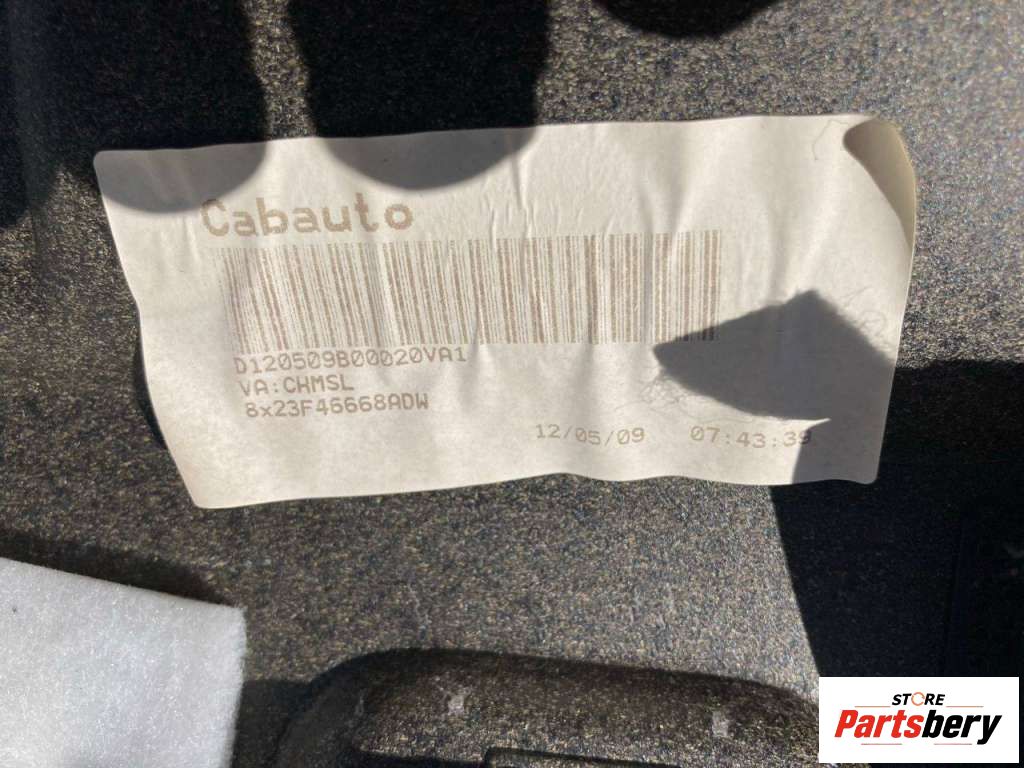 Cabauto
D120509B00020VA1
VA:CHMSL
8x23F46668ADW
12/05/09 07:43:39
STORE
Partsbery